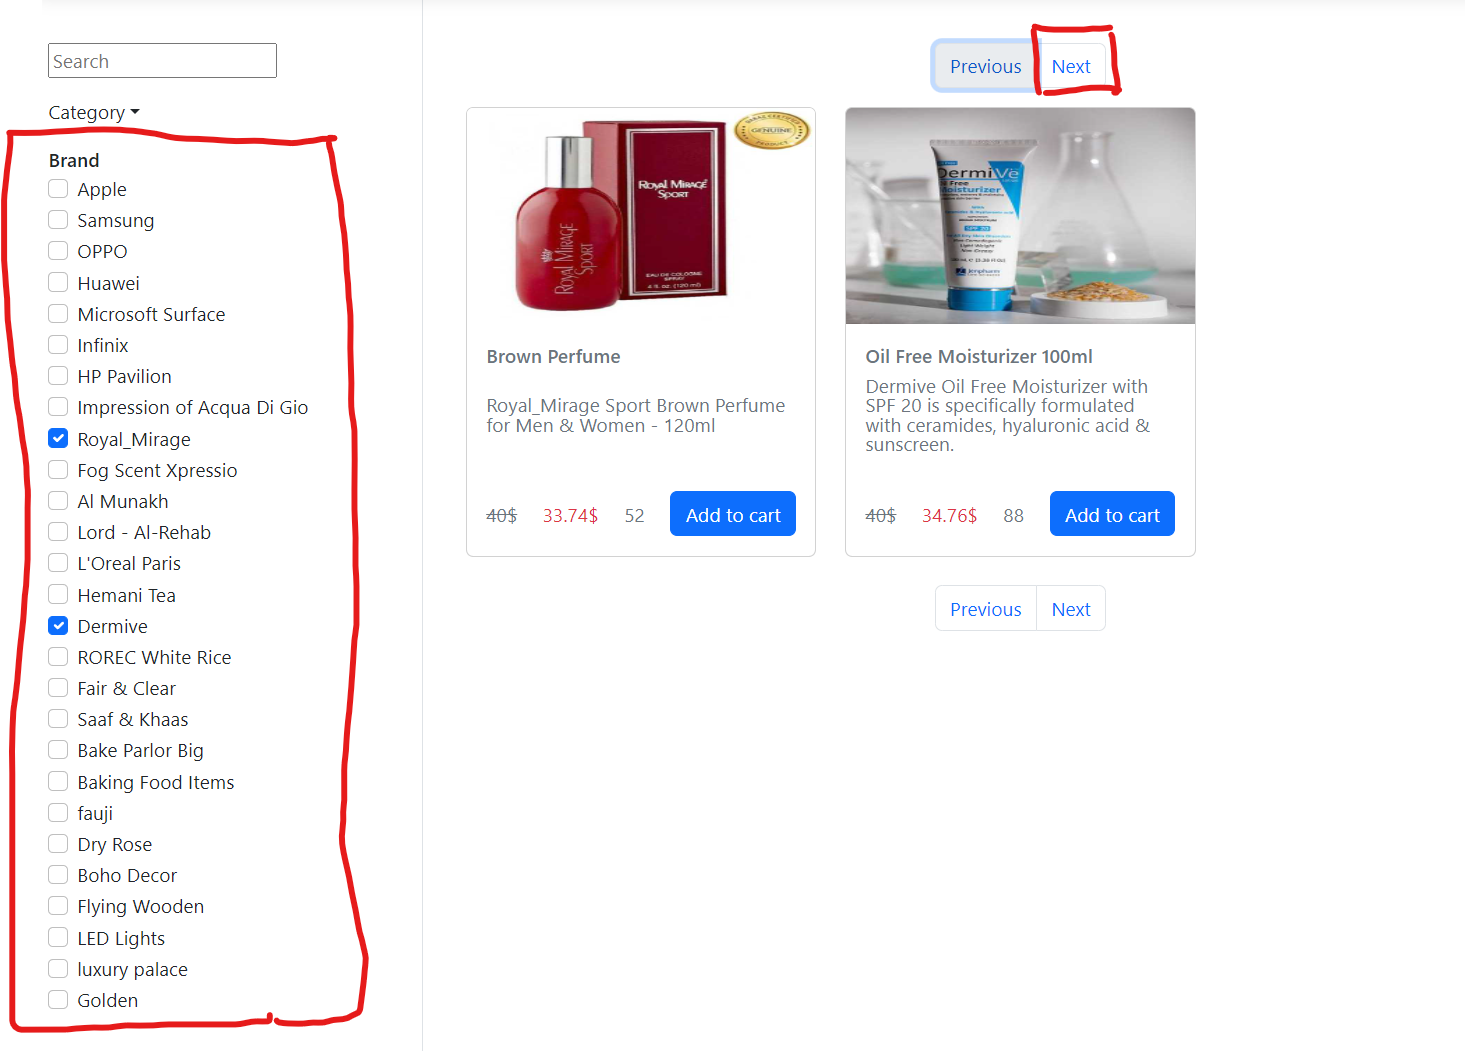 Search
Category
Brand
Apple
Samsung
OPPO
Huawei
Microsoft Surface
Infinix
HP Pavilion
Impression of Acqua Di Gio
Royal_Mirage
Fog Scent Xpressio
Al Munakh
Lord - Al-Rehab
L'Oreal Paris
Hemani Tea
Dermive
ROREC White Rice
Fair & Clear
Saaf & Khaas
Bake Parlor Big
Baking Food Items
fauji
Dry Rose
Boho Decor
Flying Wooden
LED Lights
luxury palace
Golden
Previous Next
GENUINE
PRODUCT
ROYAL MIRAGE
SPORT
EAU DE COLOGNE
SPRAY
4 fl. oz. (120 ml)
ROYAL MIRAGE
SPORT
Brown Perfume
Royal_Mirage Sport Brown Perfume
for Men & Women - 120ml
40$ 33.74$ 52 Add to cart
DermiVe
Oil Free
Moisturizer
SPF 20
Light Weight
Jenpharm
Oil Free Moisturizer 100ml
Dermive Oil Free Moisturizer with
SPF 20 is specifically formulated
with ceramides, hyaluronic acid &
sunscreen.
40$ 34.76$ 88 Add to cart
Previous Next